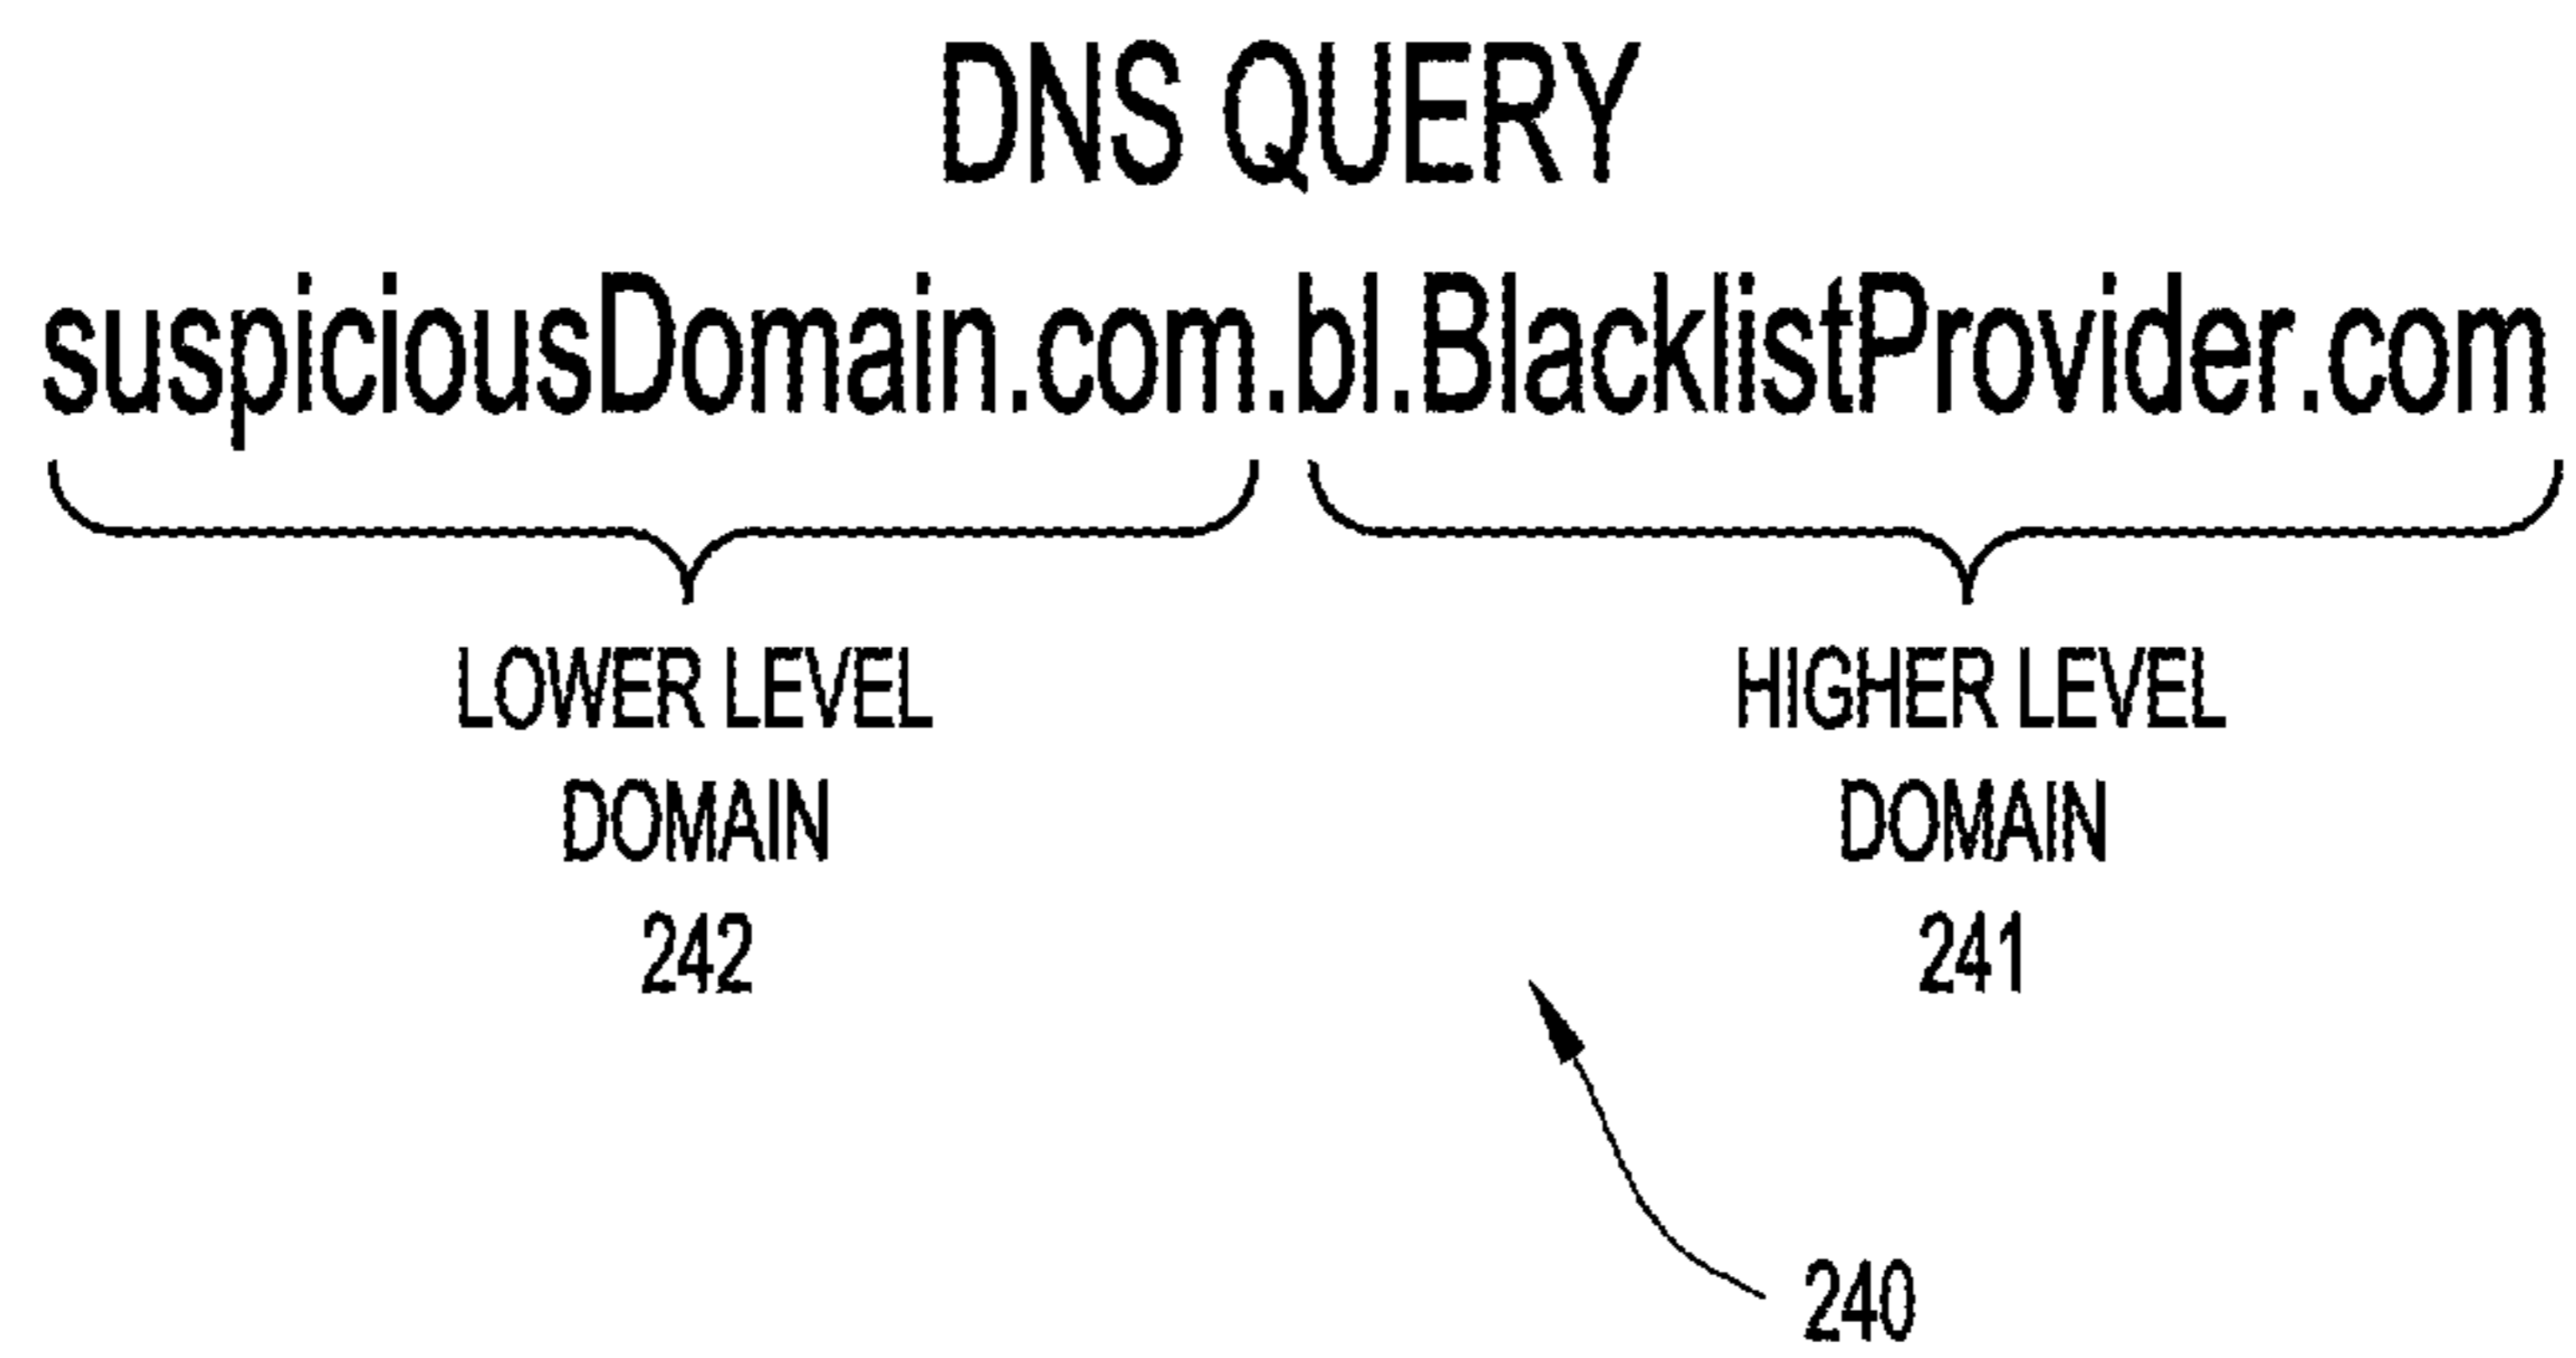 DNS QUERY
suspiciousDomain.com.bl.BlacklistProvider.com
LOWER LEVEL
DOMAIN
242
HIGHER LEVEL
DOMAIN
241
240